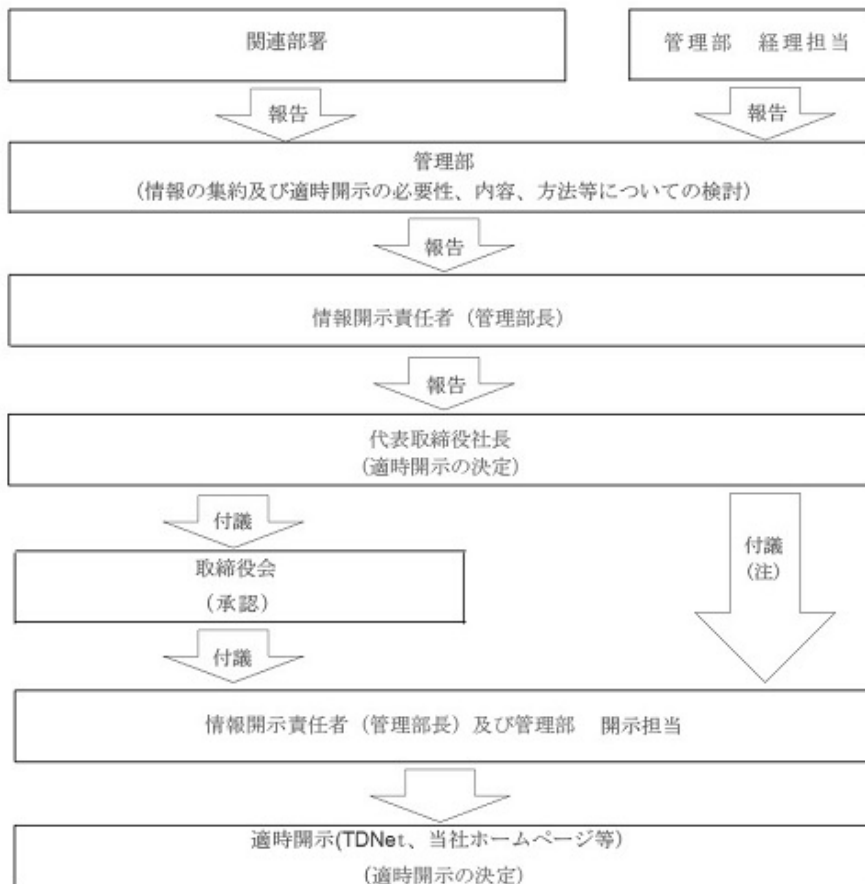 関連部署
管理部 経理担当
報告
報告
管理部
(情報の集約及び適時開示の必要性、内容、方法等についての検討)
報告
情報開示責任者（管理部長）
報告
代表取締役社長
(適時開示の決定)
付議
付議
(注)
取締役会
(承認)
付議
情報開示責任者（管理部長）及び管理部 開示担当
適時開示(TDNet、当社ホームページ等)
(適時開示の決定)